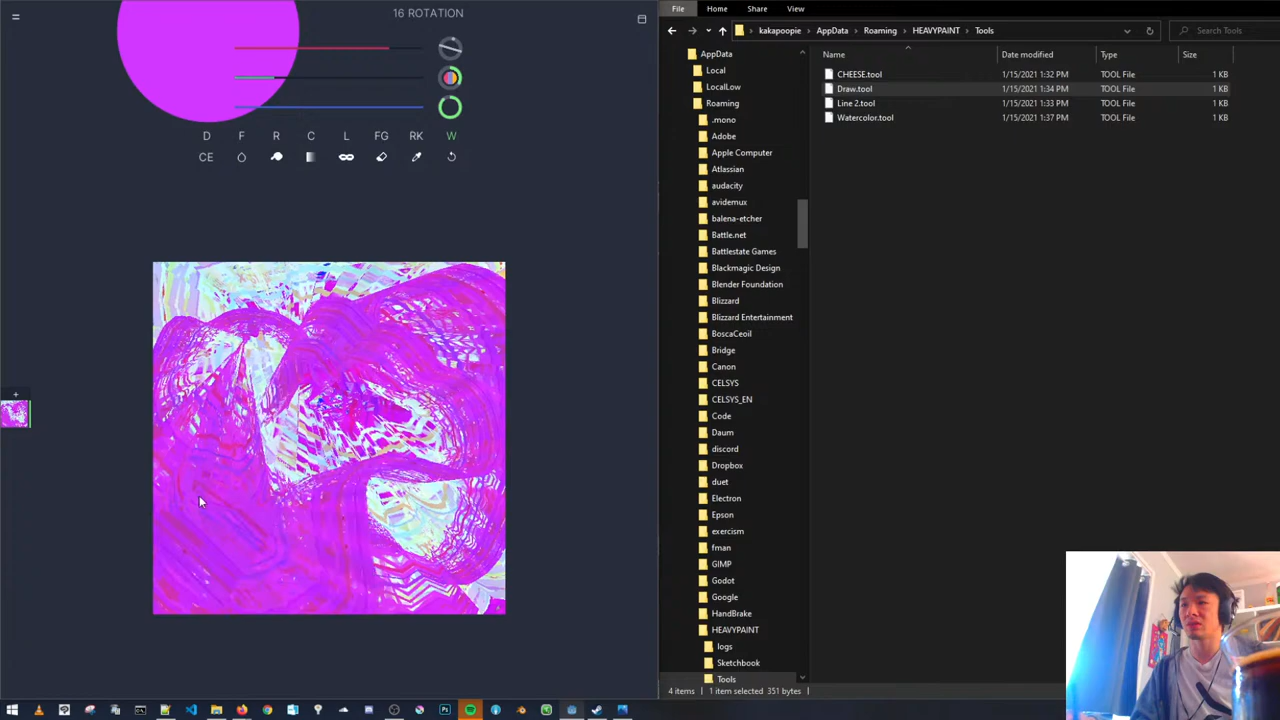 16 ROTATION
D F R C L FG RK W
CE
+
File Home Share View
kakapoopie > AppData > Roaming > HEAVYPAINT > Tools
Search Tools
Name Date modified Type Size
AppData
Local
LocalLow
Roaming
.mono
Adobe
Apple Computer
Atlassian
audacity
avidemux
balena-etcher
Battle.net
Battlestate Games
Blackmagic Design
Blender Foundation
Blizzard
Blizzard Entertainment
BoscaCeoil
Bridge
Canon
CELSYS
CELSYS_EN
Code
Daum
discord
Dropbox
duet
Electron
Epson
exercism
fman
GIMP
Godot
Google
HandBrake
HEAVYPAINT
logs
Sketchbook
Tools
CHEESE.tool 1/15/2021 1:32 PM TOOL File 1 KB
Draw.tool 1/15/2021 1:34 PM TOOL File 1 KB
Line 2.tool 1/15/2021 1:33 PM TOOL File 1 KB
Watercolor.tool 1/15/2021 1:37 PM TOOL File 1 KB
4 items 1 item selected 351 bytes